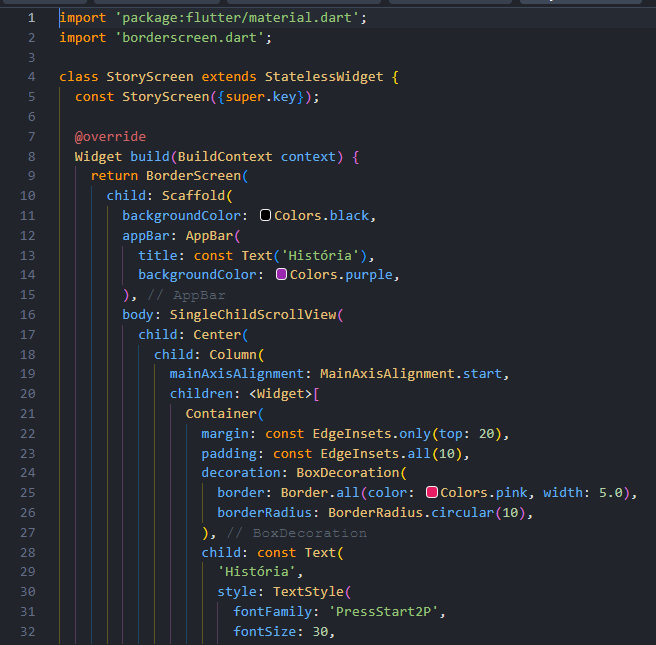 1 import 'package:flutter/material.dart';
2 import 'borderscreen.dart';
3
4 class StoryScreen extends StatelessWidget {
5   const StoryScreen({super.key});
6
7   @override
8   Widget build(BuildContext context) {
9     return BorderScreen(
10       child: Scaffold(
11         backgroundColor: Colors.black,
12         appBar: AppBar(
13           title: const Text('História'),
14           backgroundColor: Colors.purple,
15         ), // AppBar
16         body: SingleChildScrollView(
17           child: Center(
18             child: Column(
19               mainAxisAlignment: MainAxisAlignment.start,
20               children: <Widget>[
21                 Container(
22                   margin: const EdgeInsets.only(top: 20),
23                   padding: const EdgeInsets.all(10),
24                   decoration: BoxDecoration(
25                     border: Border.all(color: Colors.pink, width: 5.0),
26                     borderRadius: BorderRadius.circular(10),
27                   ), // BoxDecoration
28                   child: const Text(
29                     'História',
30                     style: TextStyle(
31                       fontFamily: 'PressStart2P',
32                       fontSize: 30,